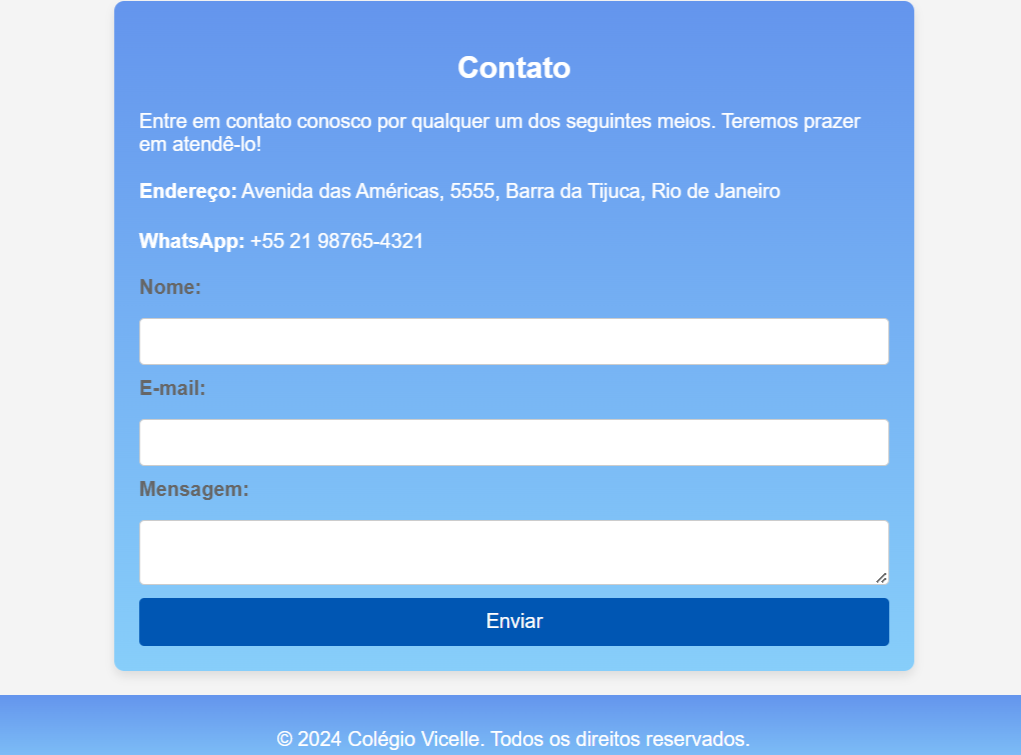 Contato
Entre em contato conosco por qualquer um dos seguintes meios. Teremos prazer
em atendê-lo!
Endereço: Avenida das Américas, 5555, Barra da Tijuca, Rio de Janeiro
WhatsApp: +55 21 98765-4321
Nome:
E-mail:
Mensagem:
Enviar
© 2024 Colégio Vicelle. Todos os direitos reservados.